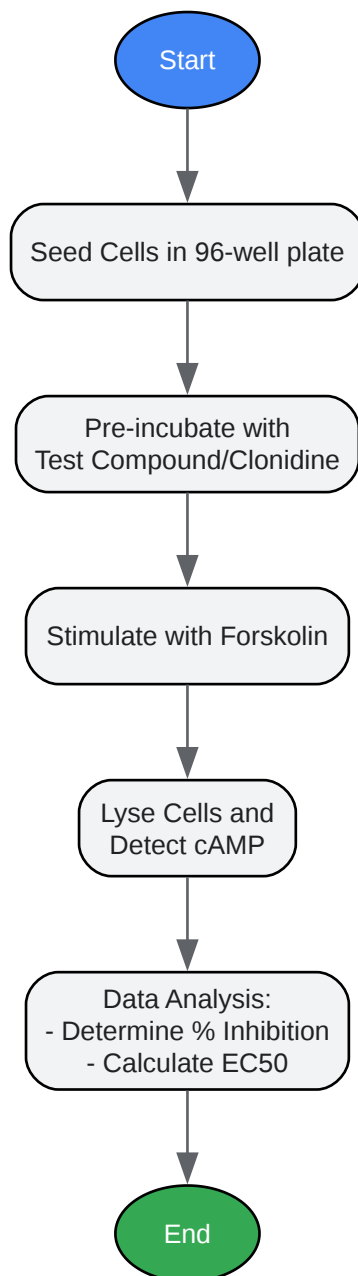 Start
Seed Cells in 96-well plate
Pre-incubate with
Test Compound/Clonidine
Stimulate with Forskolin
Lyse Cells and
Detect cAMP
Data Analysis:
- Determine % Inhibition
- Calculate EC50
End